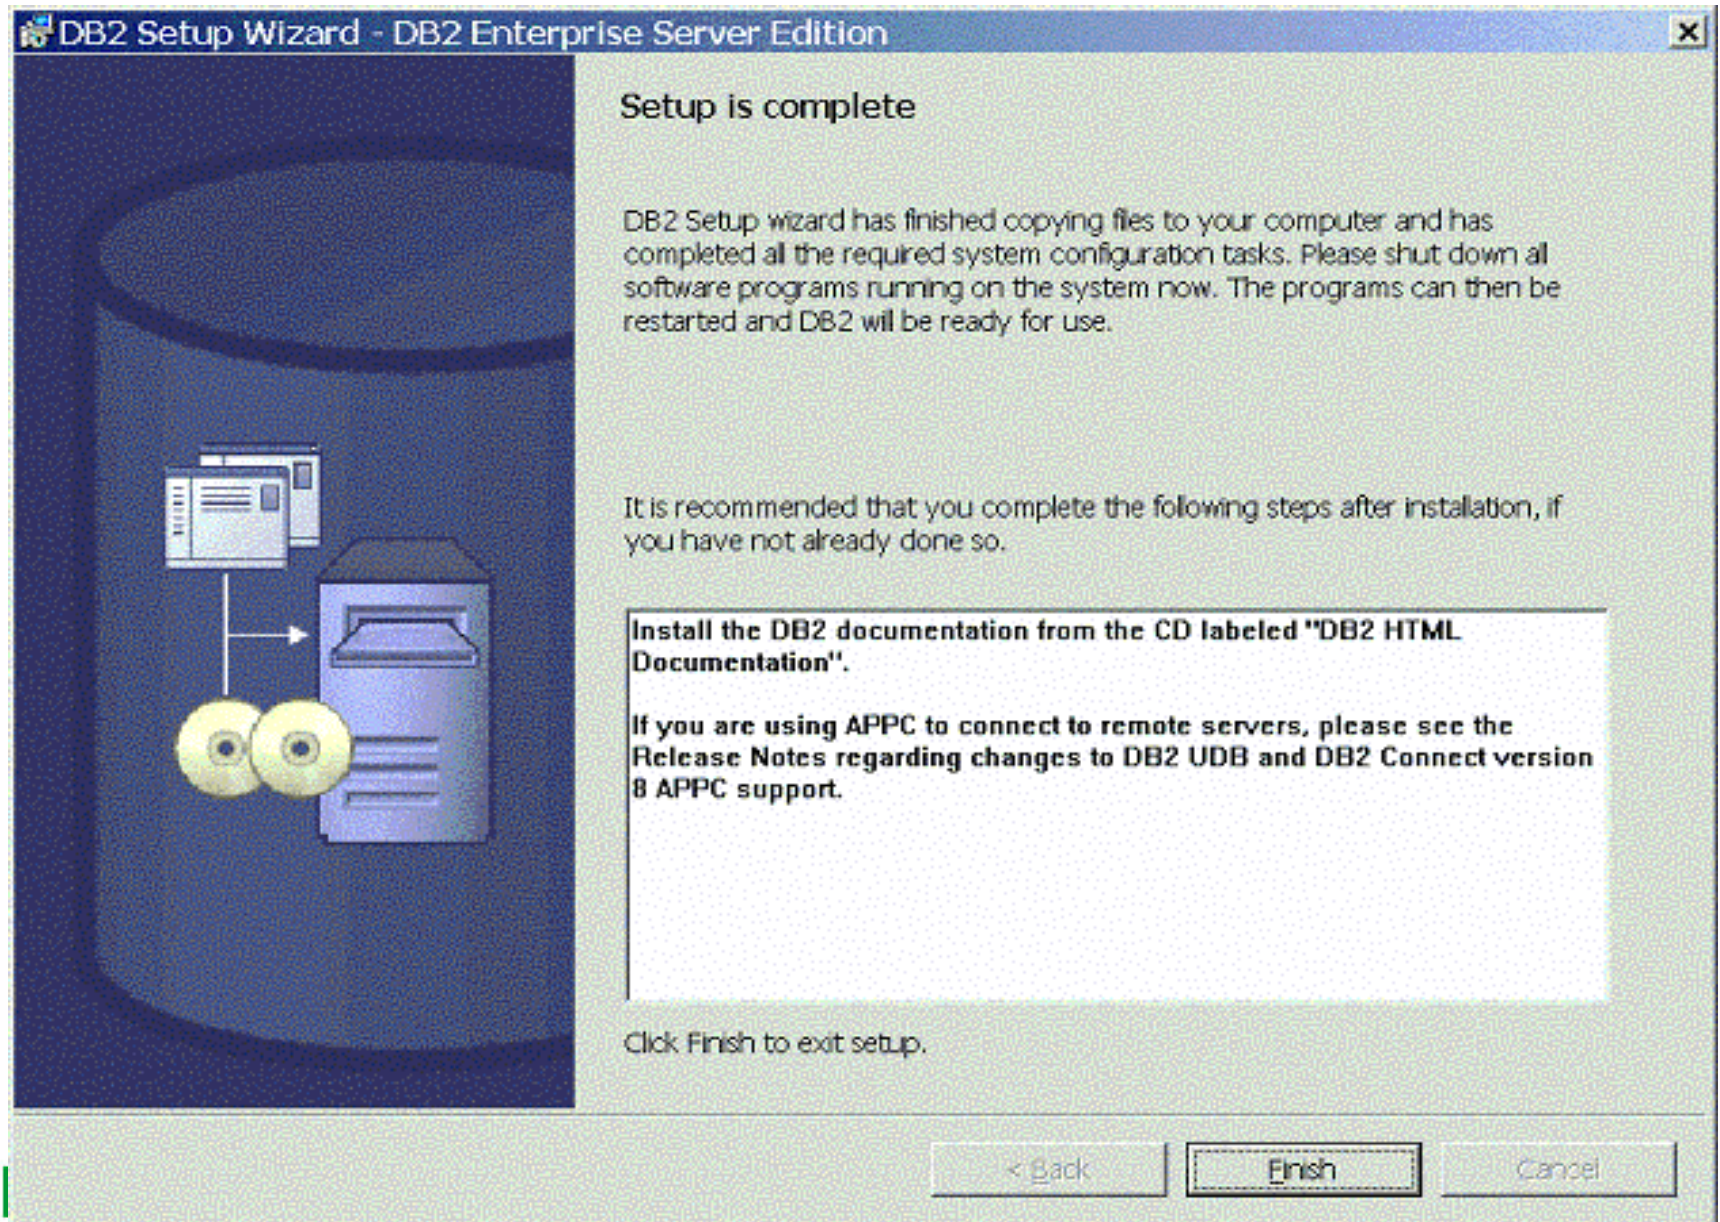 DB2 Setup Wizard - DB2 Enterprise Server Edition
Setup is complete
DB2 Setup wizard has finished copying files to your computer and has
completed all the required system configuration tasks. Please shut down all
software programs running on the system now. The programs can then be
restarted and DB2 will be ready for use.
It is recommended that you complete the following steps after installation, if
you have not already done so.
Install the DB2 documentation from the CD labeled "DB2 HTML
Documentation".
If you are using APPC to connect to remote servers, please see the
Release Notes regarding changes to DB2 UDB and DB2 Connect version
8 APPC support.
Click Finish to exit setup.
< Back
Finish
Cancel